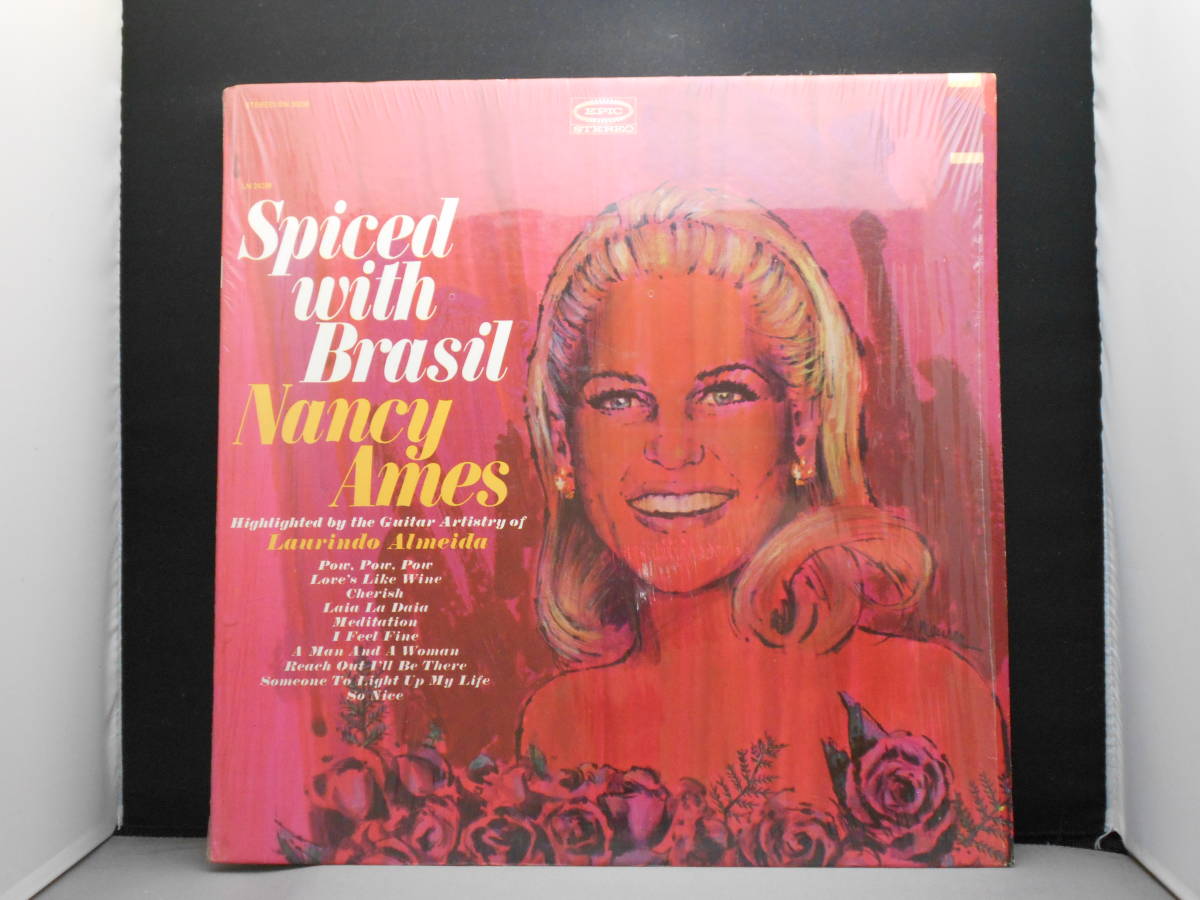 EPIC
STEREO
Spiced
with
Brasil
Nancy
Ames
Highlighted by the Guitar Artistry of
Laurindo Almeida
Pow, Pow, Pow
Love's Like Wine
Cherish
Laia La Daia
Meditation
I Feel Fine
A Man And A Woman
Reach Out I'll Be There
Someone To Light Up My Life
So Nice